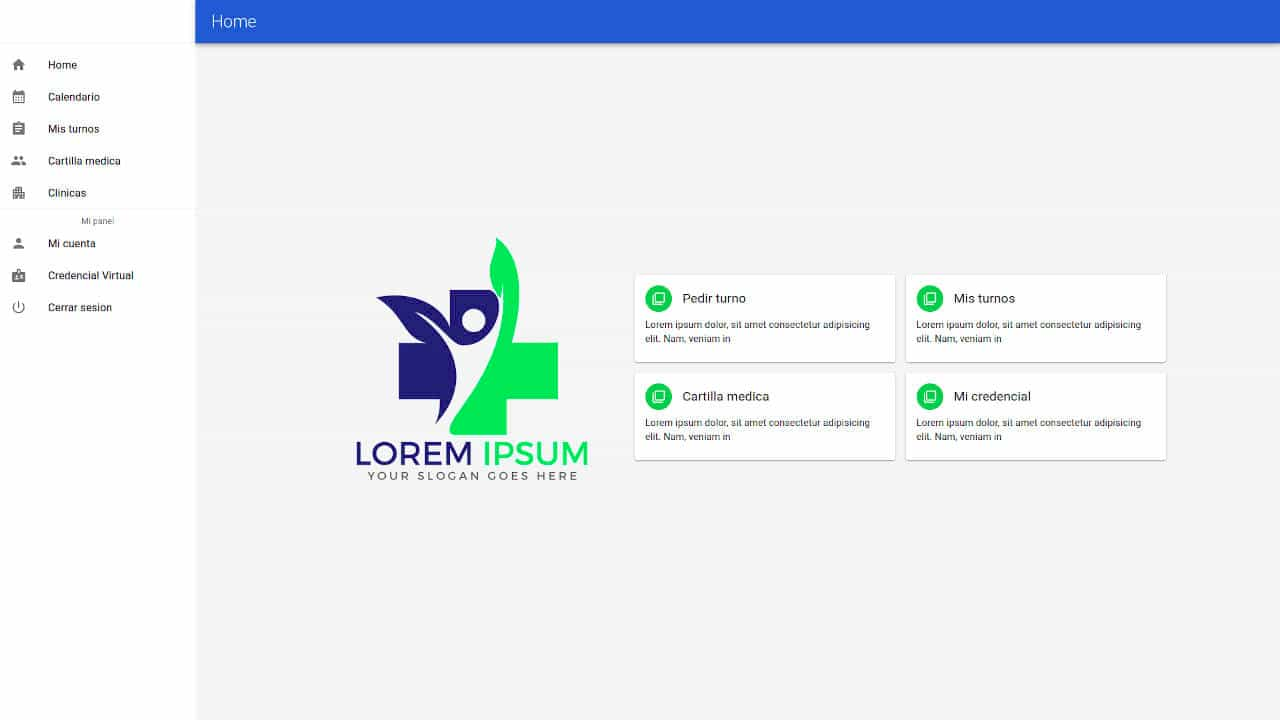 Home
Home
Calendario
Mis turnos
Cartilla medica
Clinicas
Mi panel
Mi cuenta
Credencial Virtual
Cerrar sesion
LOREM IPSUM
YOUR SLOGAN GOES HERE
Pedir turno
Lorem ipsum dolor, sit amet consectetur adipisicing
elit. Nam, veniam in
Mis turnos
Lorem ipsum dolor, sit amet consectetur adipisicing
elit. Nam, veniam in
Cartilla medica
Lorem ipsum dolor, sit amet consectetur adipisicing
elit. Nam, veniam in
Mi credencial
Lorem ipsum dolor, sit amet consectetur adipisicing
elit. Nam, veniam in